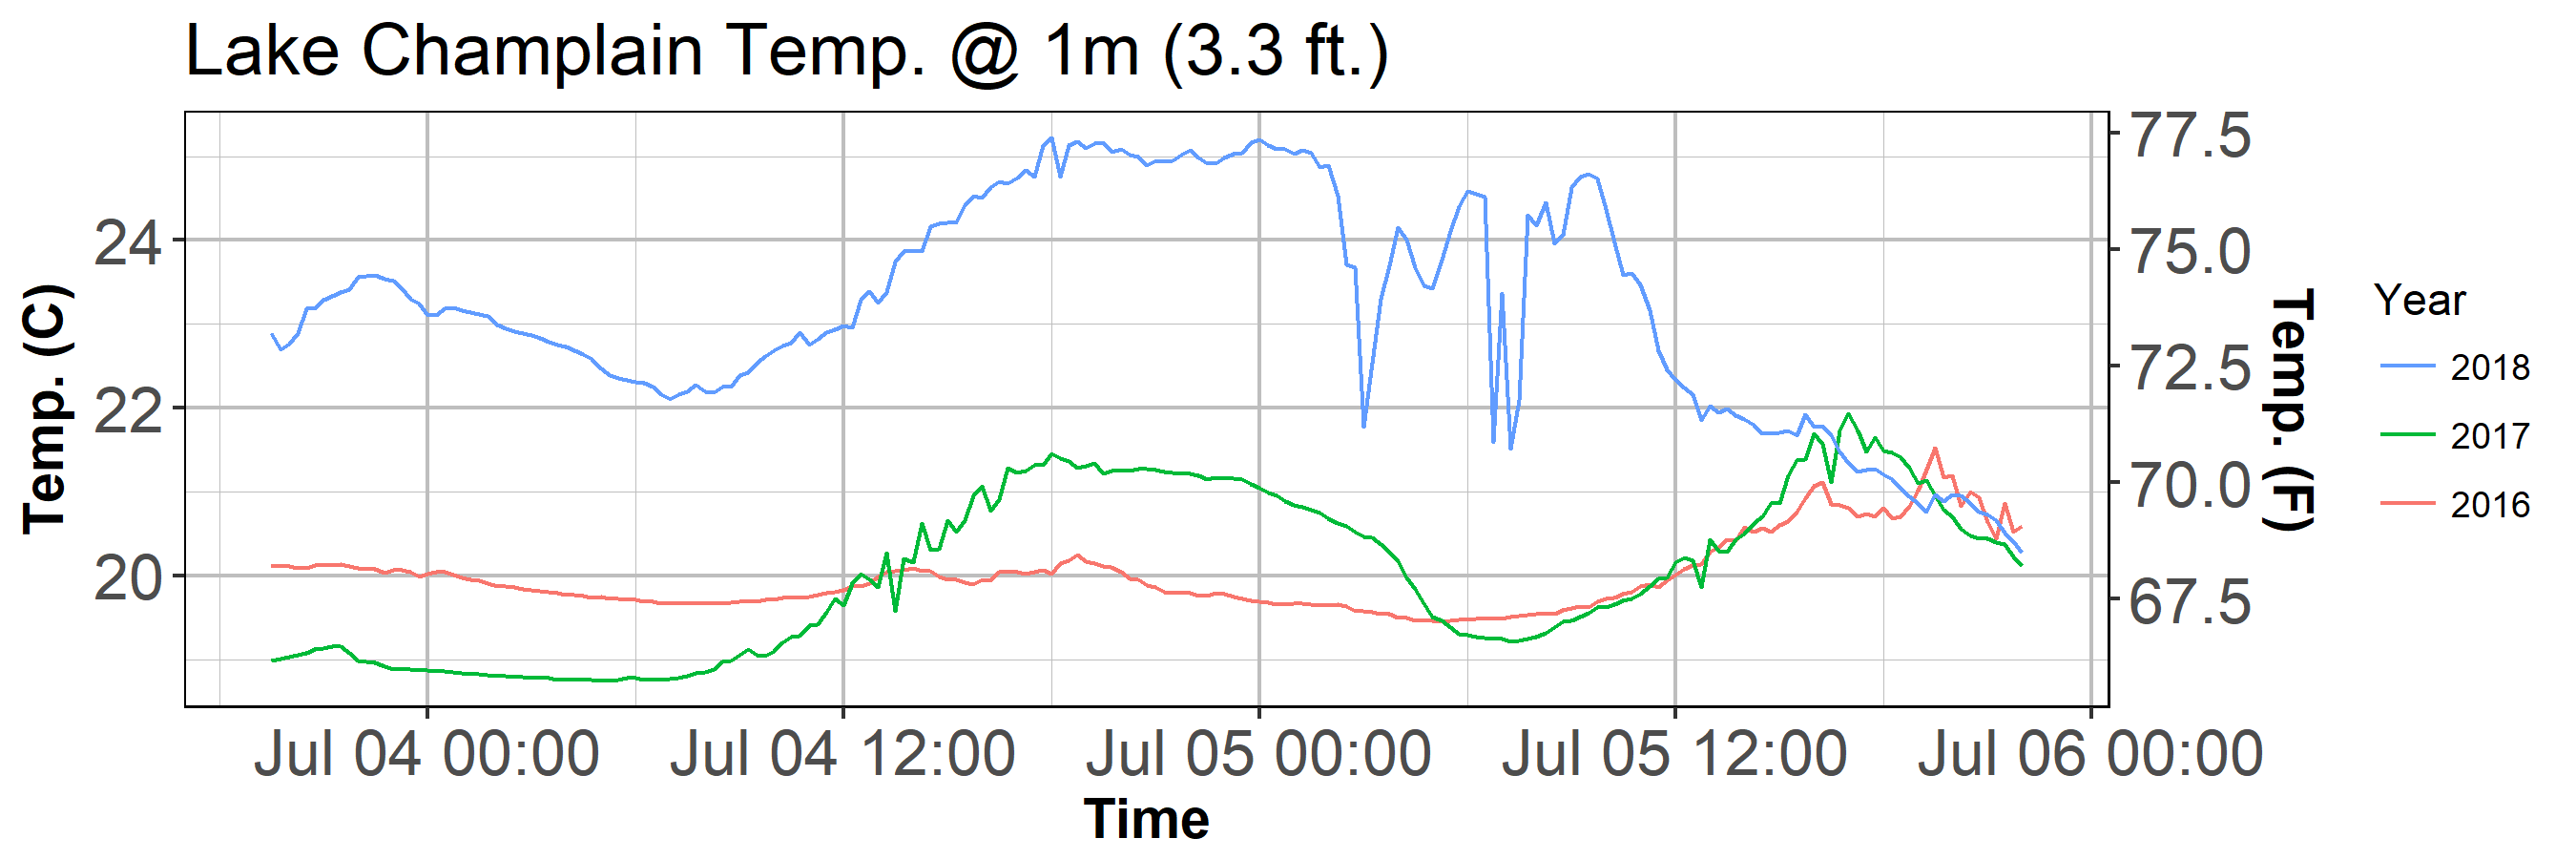 Lake Champlain Temp. @ 1m (3.3 ft.)
Temp. (C)
24
22
20
77.5
75.0
72.5
70.0
67.5
Temp. (F)
Jul 04 00:00 Jul 04 12:00 Jul 05 00:00 Jul 05 12:00 Jul 06 00:00
Time
Year
2018
2017
2016